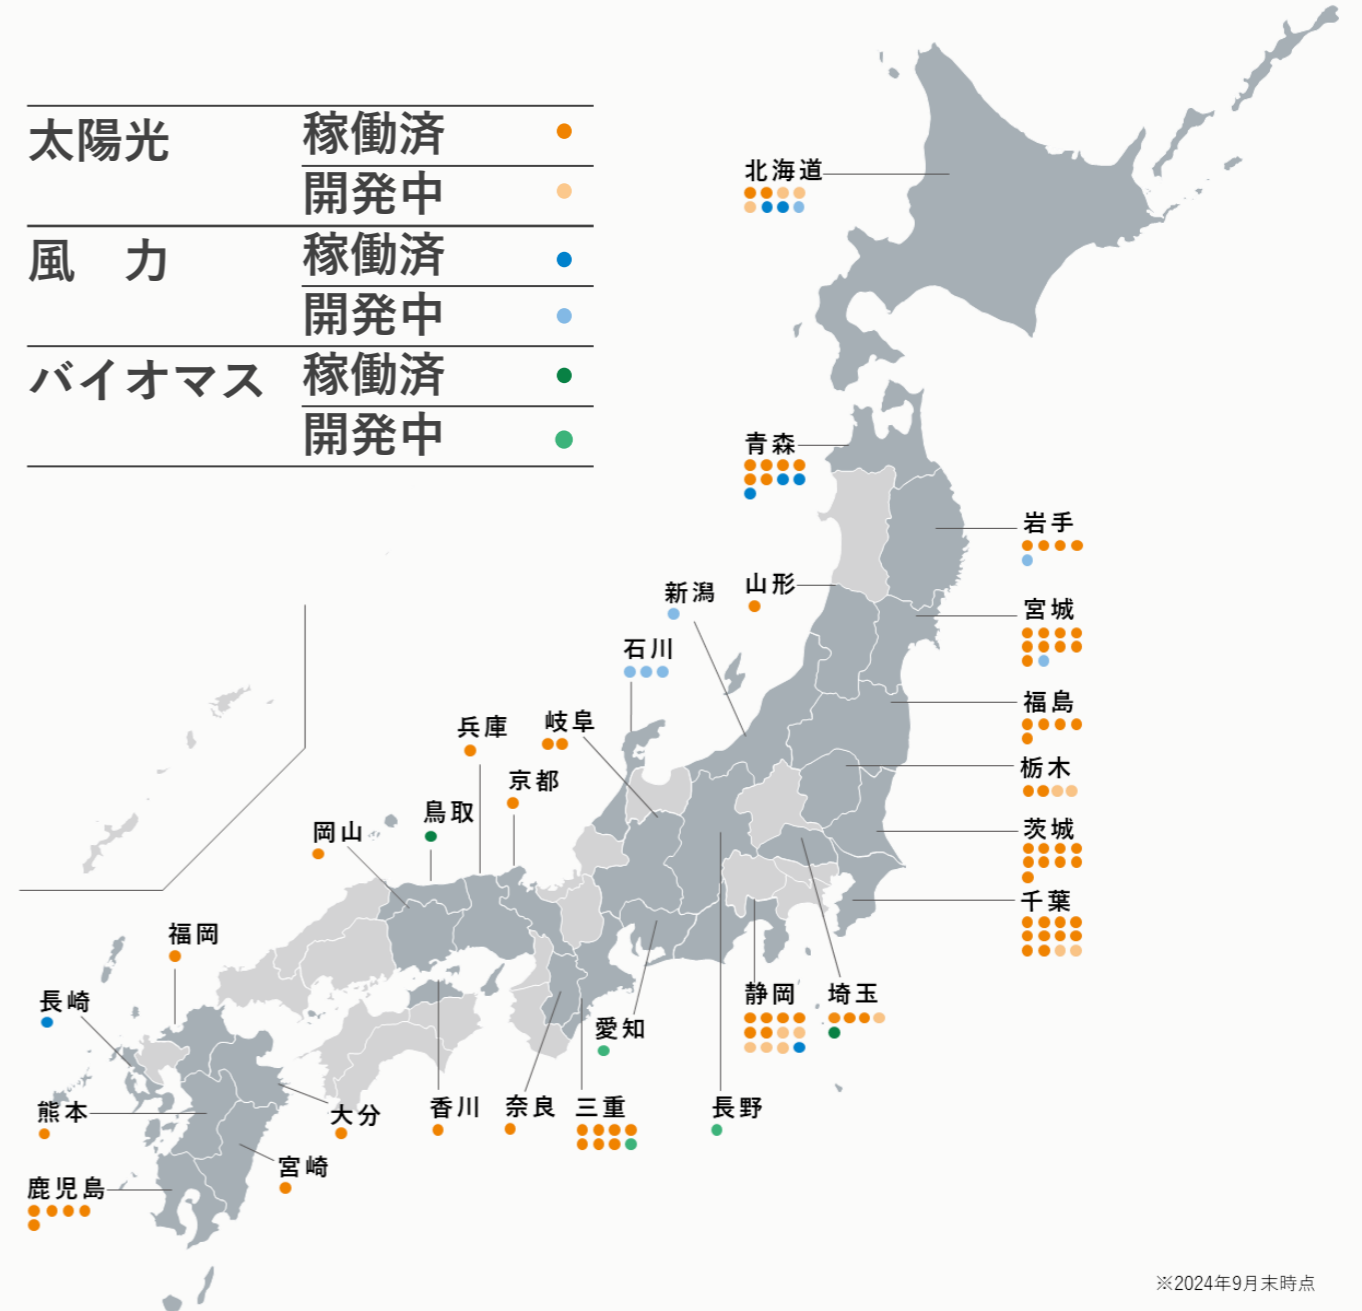 太陽光 稼働済
開発中
風　力 稼働済
開発中
バイオマス 稼働済
開発中
北海道
青森
岩手
山形
新潟
宮城
石川
福島
兵庫
岐阜
栃木
京都
鳥取
岡山
茨城
千葉
福岡
長崎
静岡
埼玉
愛知
熊本
大分
香川
奈良
三重
長野
宮崎
鹿児島
※2024年9月末時点